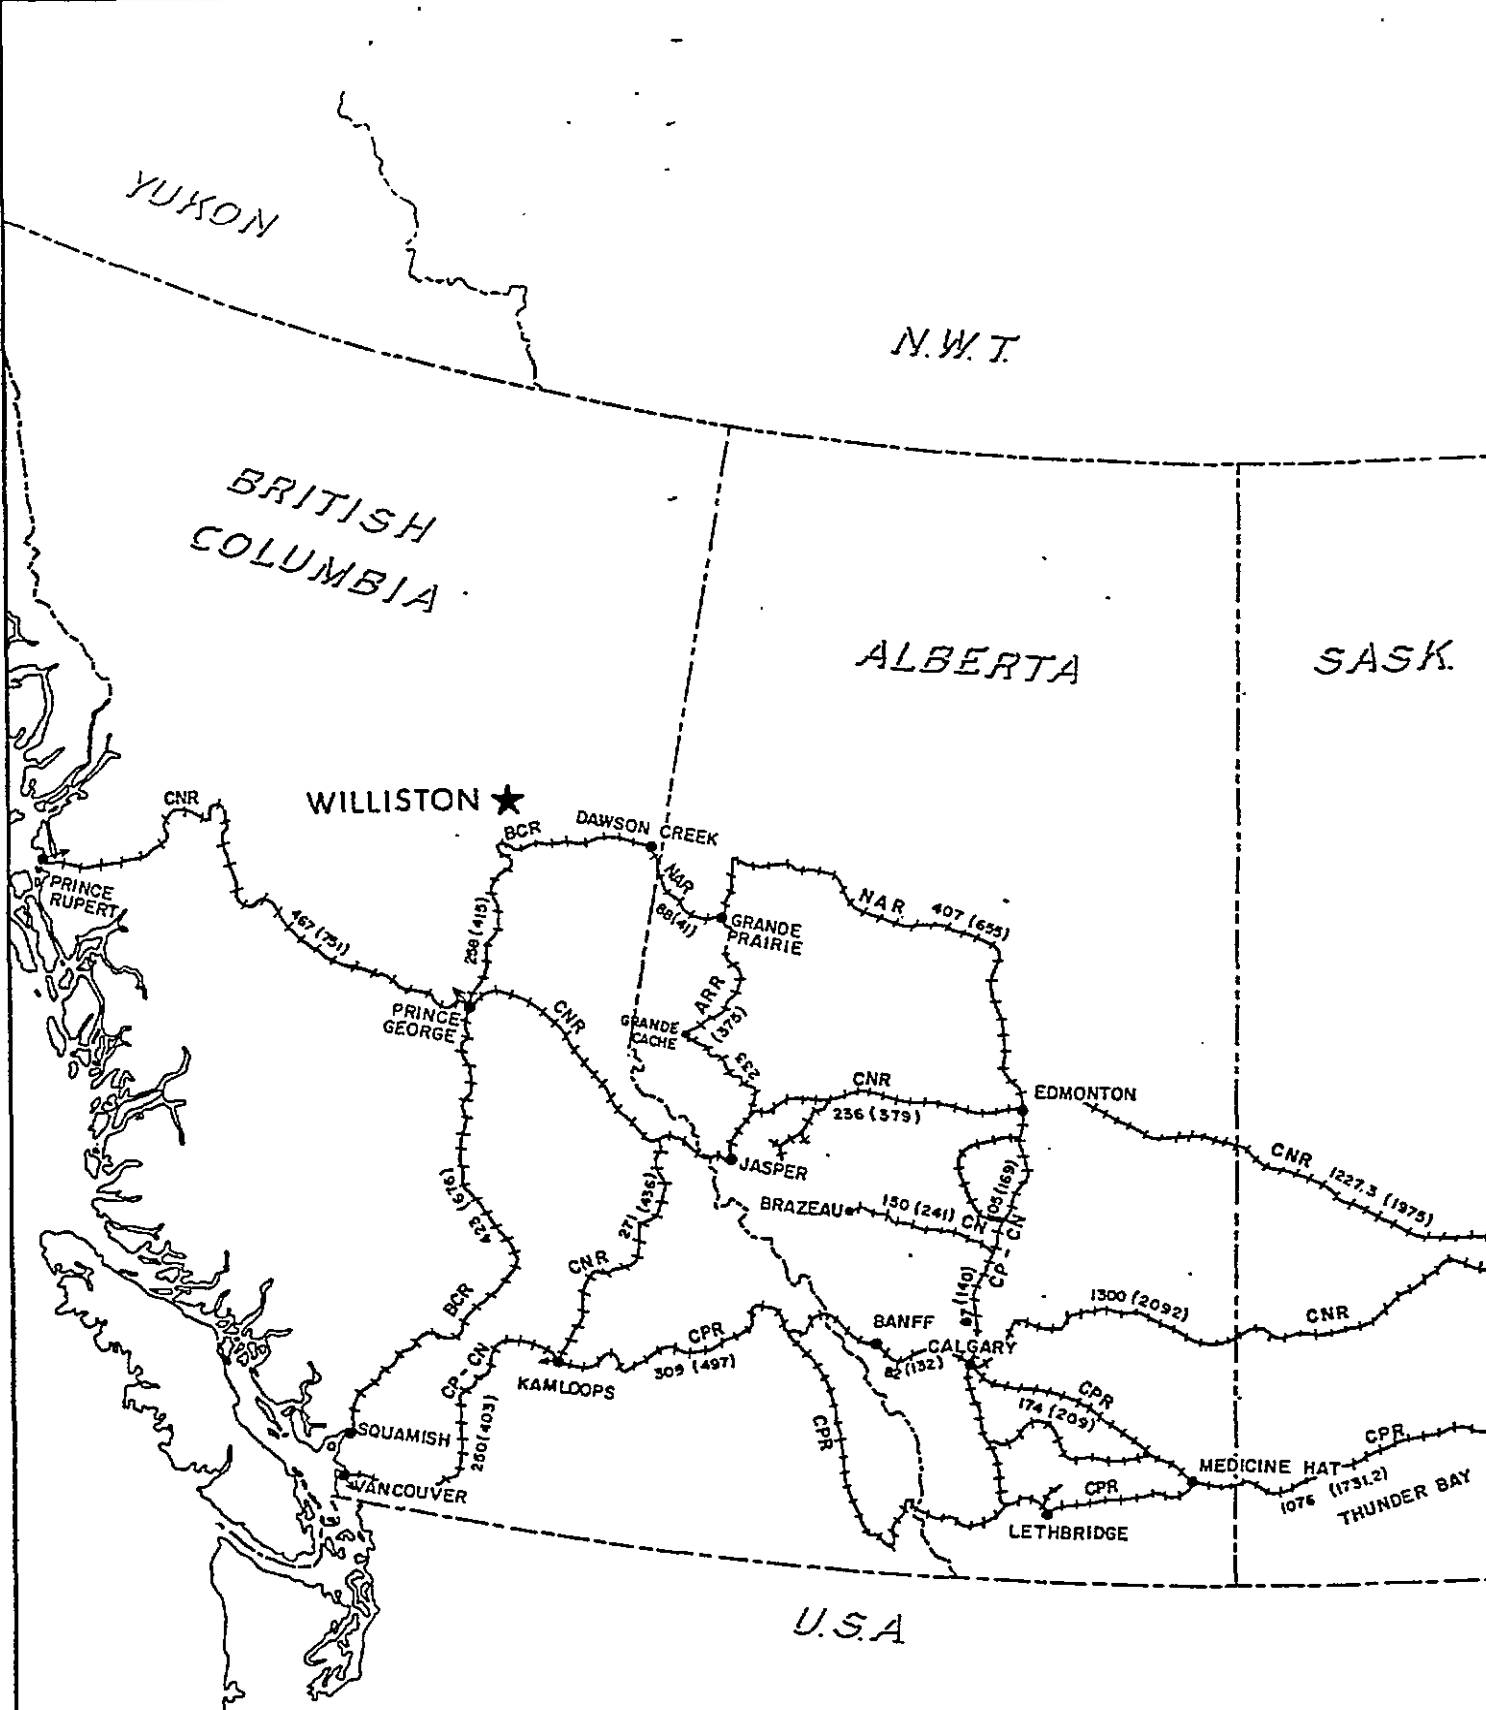 YUKON
N.W.T.
BRITISH
COLUMBIA
ALBERTA
SASK.
WILLISTON
CNR
BCR
DAWSON CREEK
PRINCE
RUPERT
467 (751)
258 (415)
NAR
88(41)
GRANDE
PRAIRIE
NAR 407 (655)
PRINCE
GEORGE
CNR
ARR
(375)
233
GRANDE
CACHE
CNR
236 (379)
EDMONTON
JASPER
CNR 1227.3 (1975)
BRAZEAU
150 (241) CN
105 (169)
CP-CN
87 (140)
423 (676)
BCR
271 (436)
CNR
1300 (2092)
CNR
BANFF
CALGARY
82 (132)
CPR
309 (497)
CP-CN
250 (403)
KAMLOOPS
SQUAMISH
VANCOUVER
CPR
CPR
174 (209)
MEDICINE HAT
CPR
1076 (1731.2)
THUNDER BAY
CPR
LETHBRIDGE
U.S.A